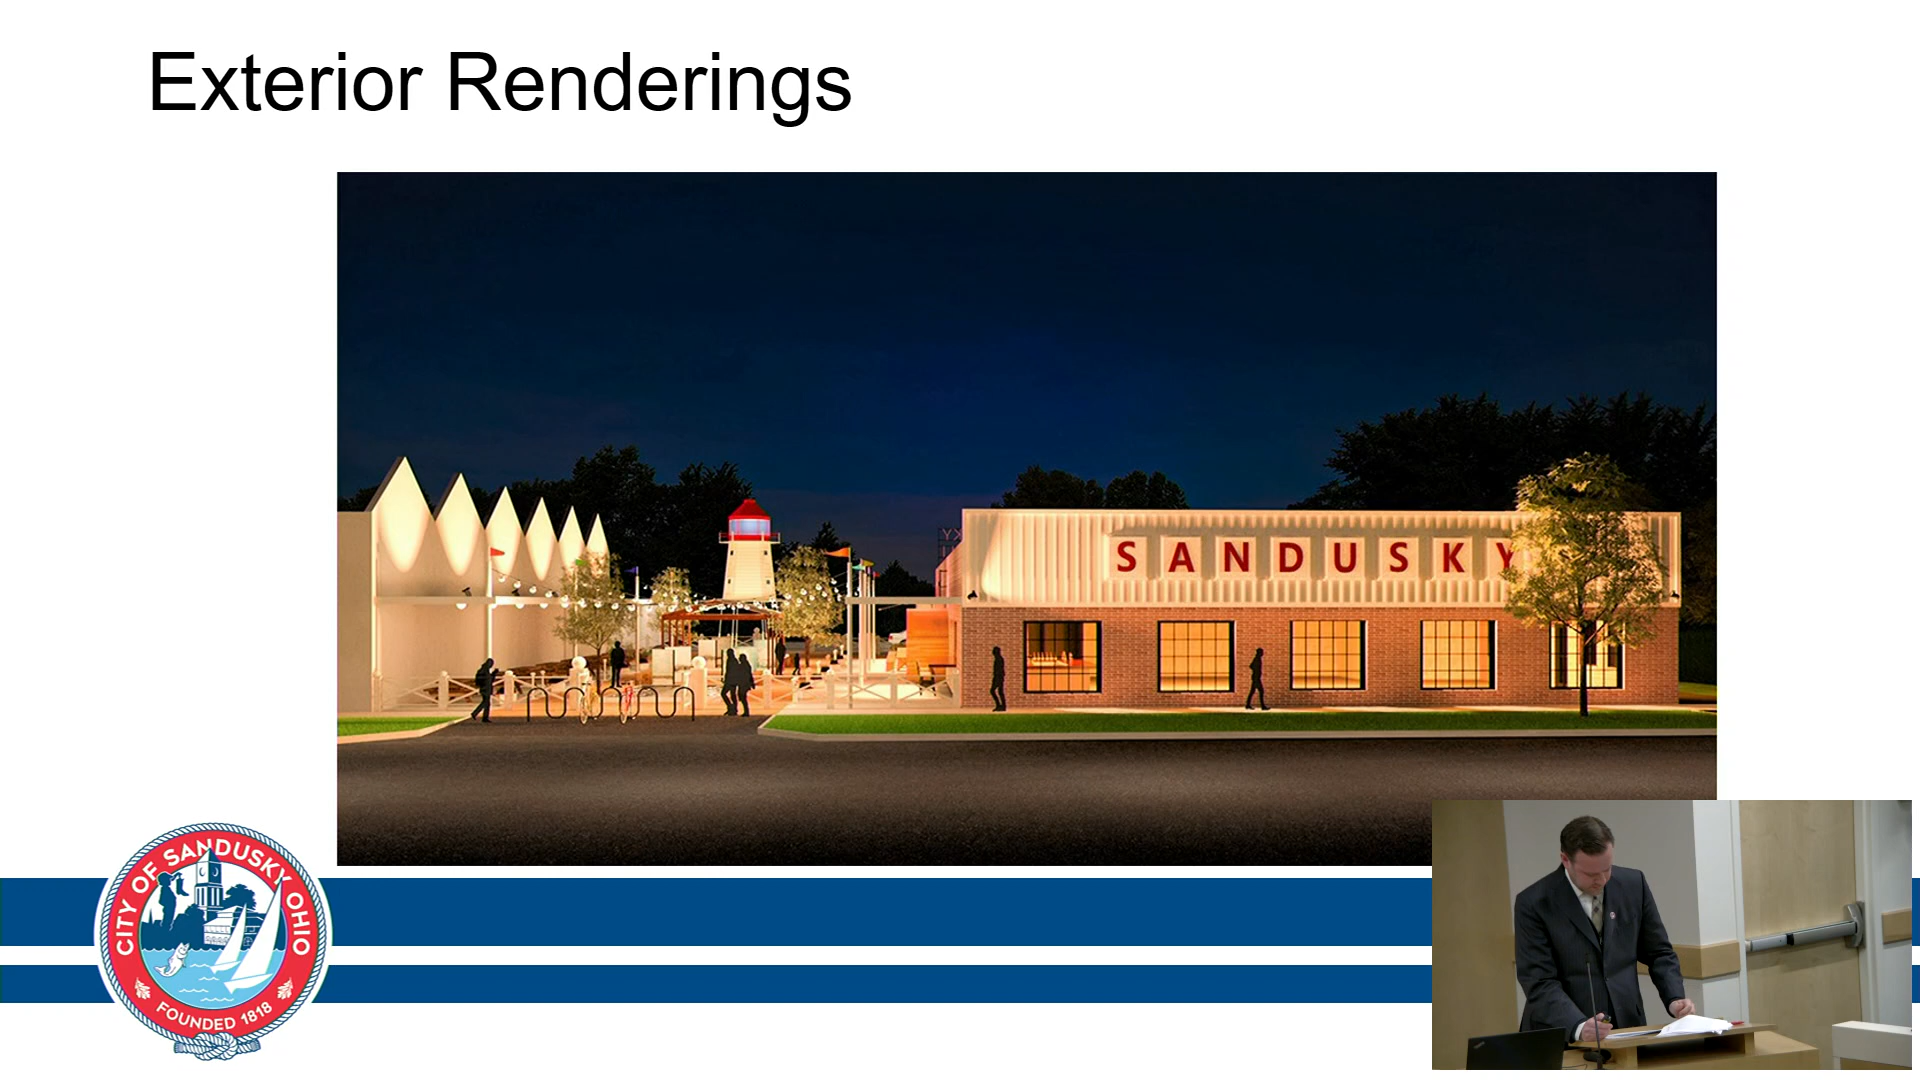 Exterior Renderings
SANDUSKY
CITY OF SANDUSKY OHIO
FOUNDED 1818